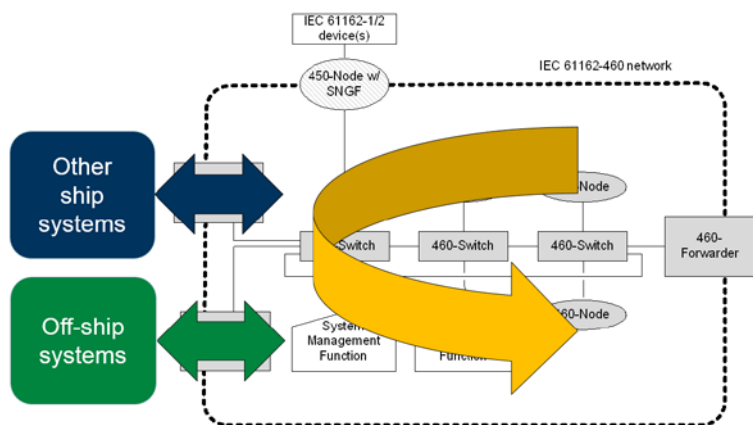 IEC 61162-1/2
device(s)
IEC 61162-460 network
450-Node w/
SNGF
Other
ship
systems
-Node
-Switch
460-Switch
460-Switch
460-
Forwarder
Off-ship
systems
460-Node
System
Management
Function
Function